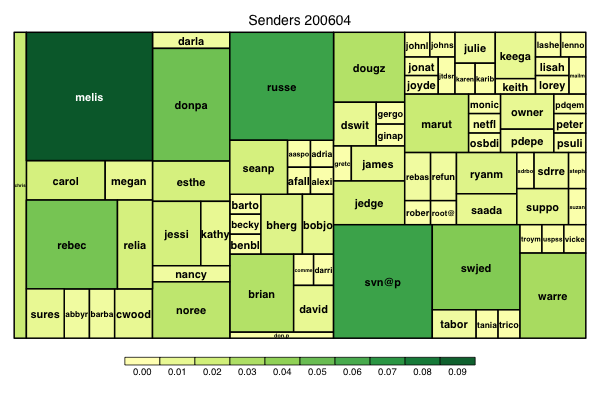 Senders 200604
chris
melis
carol
megan
rebec
relia
sures
abbyr
barba
cwood
darla
donpa
esthe
jessi
kathy
nancy
noree
russe
seanp
aaspo
adria
afall
alexi
barto
becky
benbl
bherg
bobjo
brian
comme
darri
david
don.p
dougz
dswit
gergo
ginap
gretc
james
jedge
svn@p
johnl
johns
jonat
joyde
jtdsr
julie
karen
karib
keega
keith
lashe
lenno
lisah
lorey
marut
monic
netfl
osbdi
owner
pdepe
pdqem
peter
psuli
rebas
refun
rober
root@
ryanm
saada
sdrbo
sdrre
steph
suppo
suzan
swjed
tabor
tania
trico
troym
uspss
vicke
warre
0.00 0.01 0.02 0.03 0.04 0.05 0.06 0.07 0.08 0.09